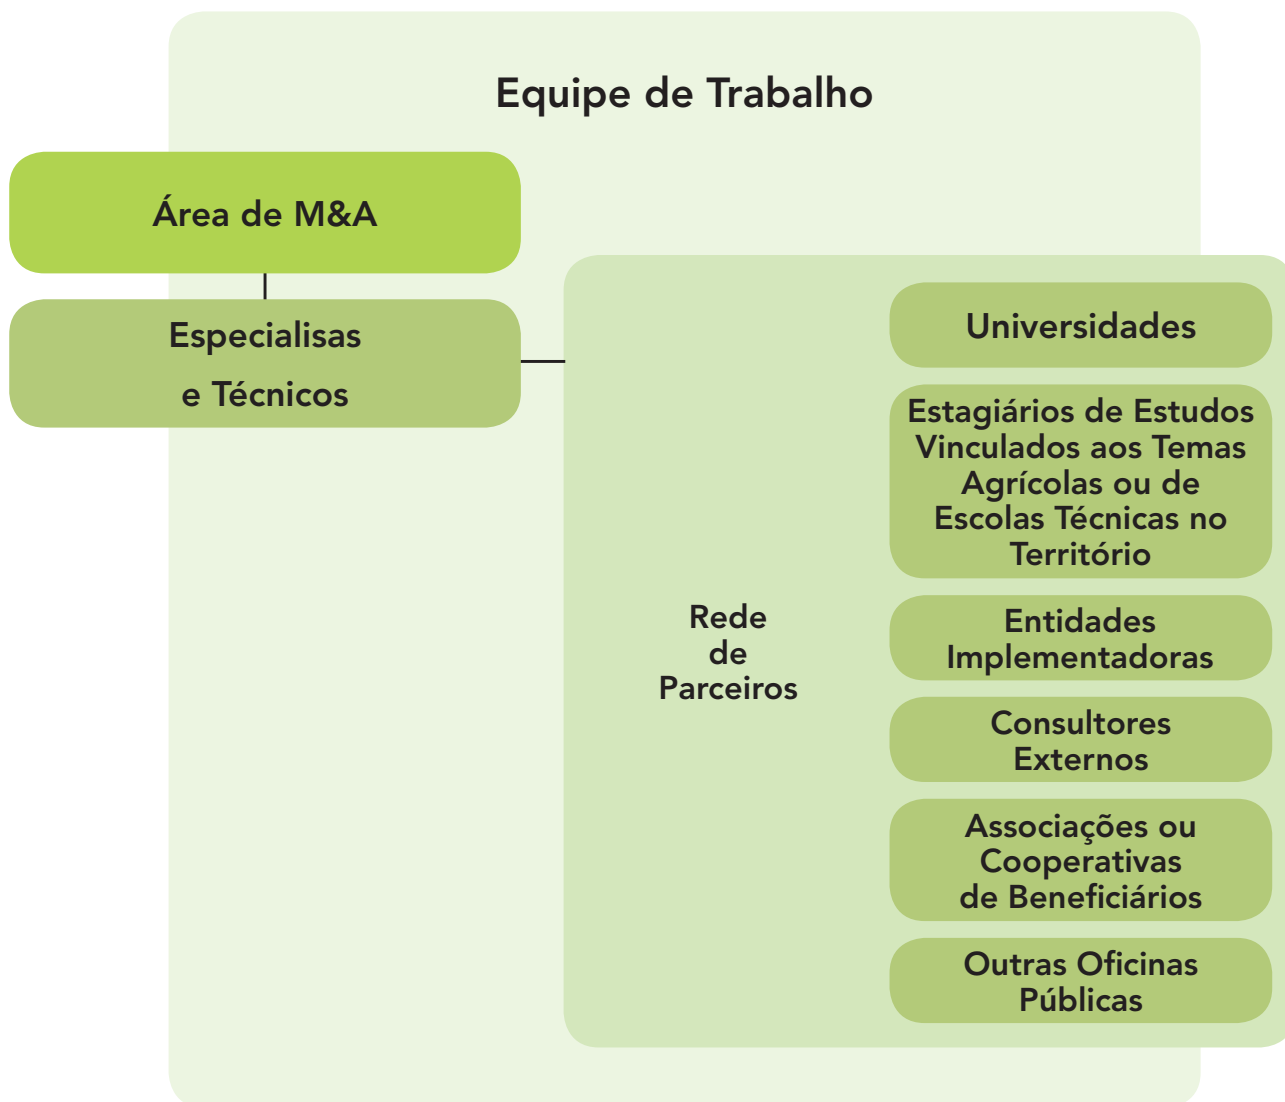 Equipe de Trabalho
Área de M&A
Especialisas
e Técnicos
Rede
de
Parceiros
Universidades
Estagiários de Estudos
Vinculados aos Temas
Agrícolas ou de
Escolas Técnicas no
Território
Entidades
Implementadoras
Consultores
Externos
Associações ou
Cooperativas
de Beneficiários
Outras Oficinas
Públicas